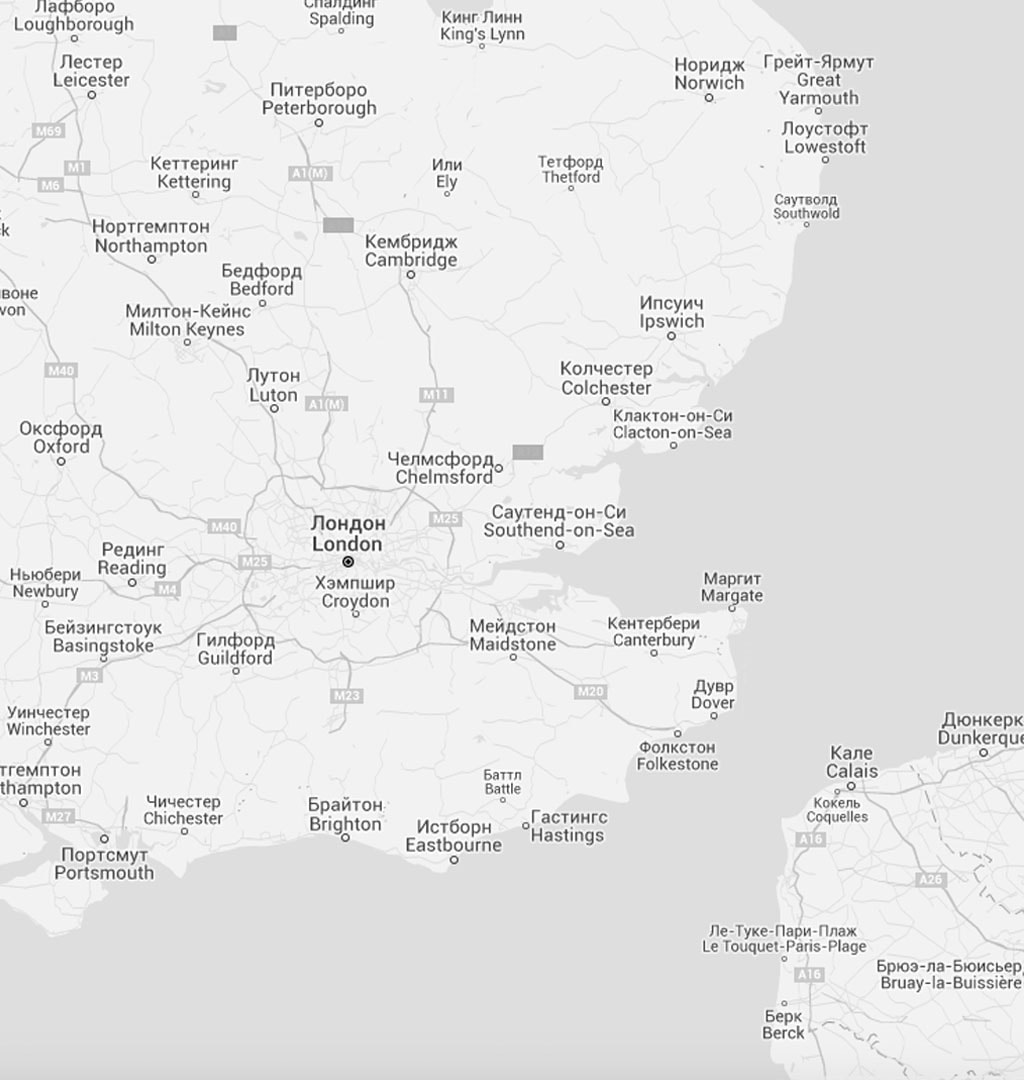 Лафборо
Loughborough
Спалдинг
Spalding
Кинг Линн
King's Lynn
Лестер
Leicester
Питерборо
Peterborough
Норидж
Norwich
Грейт-Ярмут
Great
Yarmouth
M69
Лоустофт
Lowestoft
M1
M6
Кеттеринг
Kettering
A1(M)
Или
Ely
Тетфорд
Thetford
Саутволд
Southwold
Нортгемптон
Northampton
Кембридж
Cambridge
Бедфорд
Bedford
Милтон-Кейнс
Milton Keynes
Ипсуич
Ipswich
M40
Лутон
Luton
A1(M)
M11
Колчестер
Colchester
Клактон-он-Си
Clacton-on-Sea
Оксфорд
Oxford
Челмсфорд
Chelmsford
M40
Лондон
London
M25
Саутенд-он-Си
Southend-on-Sea
Рединг
Reading
M25
Ньюбери
Newbury
M4
Хэмпшир
Croydon
Маргит
Margate
Бейзингстоук
Basingstoke
Гилфорд
Guildford
Мейдстон
Maidstone
Кентербери
Canterbury
M3
M23
M20
Дувр
Dover
Уинчестер
Winchester
Фолкстон
Folkestone
Дюнкерк
Dunkerque
Кале
Calais
тгемптон
thampton
M27
Чичестер
Chichester
Брайтон
Brighton
Баттл
Battle
Истборн
Eastbourne
Гастингс
Hastings
Кокель
Coquelles
A16
Портсмут
Portsmouth
A26
Ле-Туке-Пари-Плаж
Le Touquet-Paris-Plage
A16
Брюэ-ла-Бюисьер
Bruay-la-Buissière
Берк
Berck